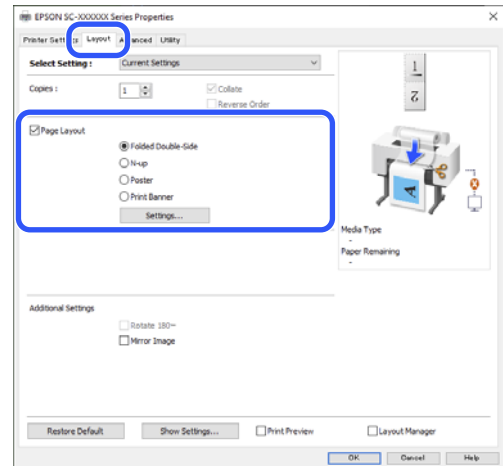 EPSON SC-XXXXXX Series Properties
Printer Settings Layout Advanced Utility
Select Setting : Current Settings
Copies : 1 Collate
Reverse Order
Page Layout
Folded Double-Side
N-up
Poster
Print Banner
Settings...
1
2
Media Type
-
Paper Remaining
-
Additional Settings
Rotate 180~
Mirror Image
Restore Default Show Settings... Print Preview Layout Manager
OK Cancel Help